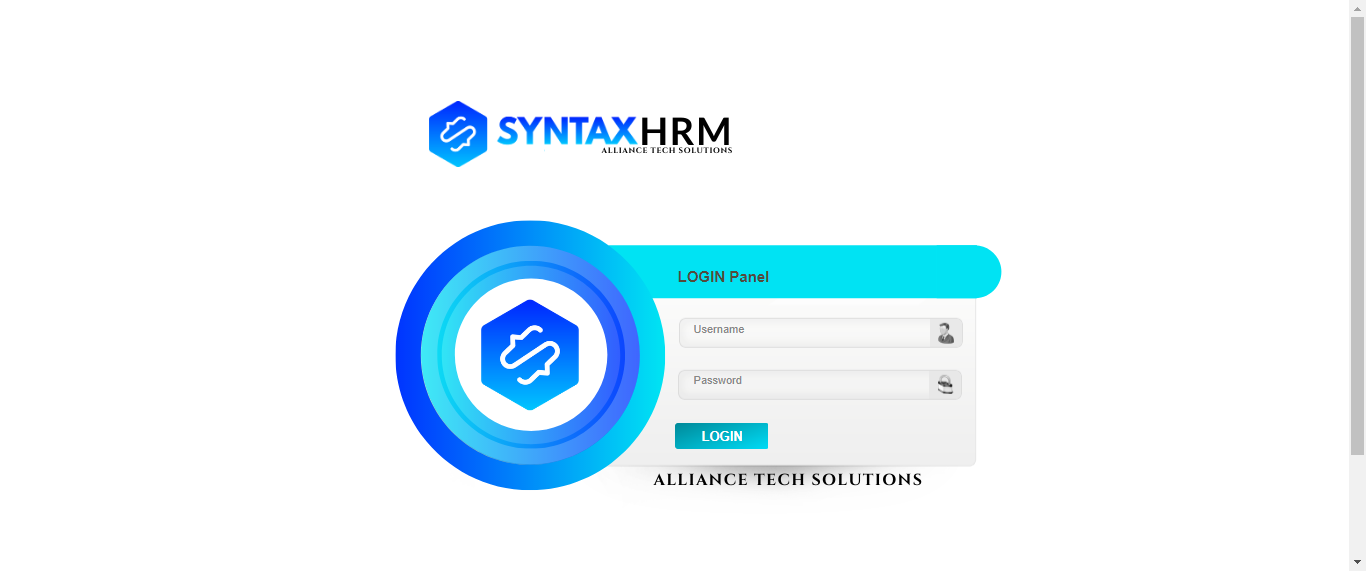 SYNTAXHRM
ALLIANCE TECH SOLUTIONS
LOGIN Panel
Username
Password
LOGIN
ALLIANCE TECH SOLUTIONS